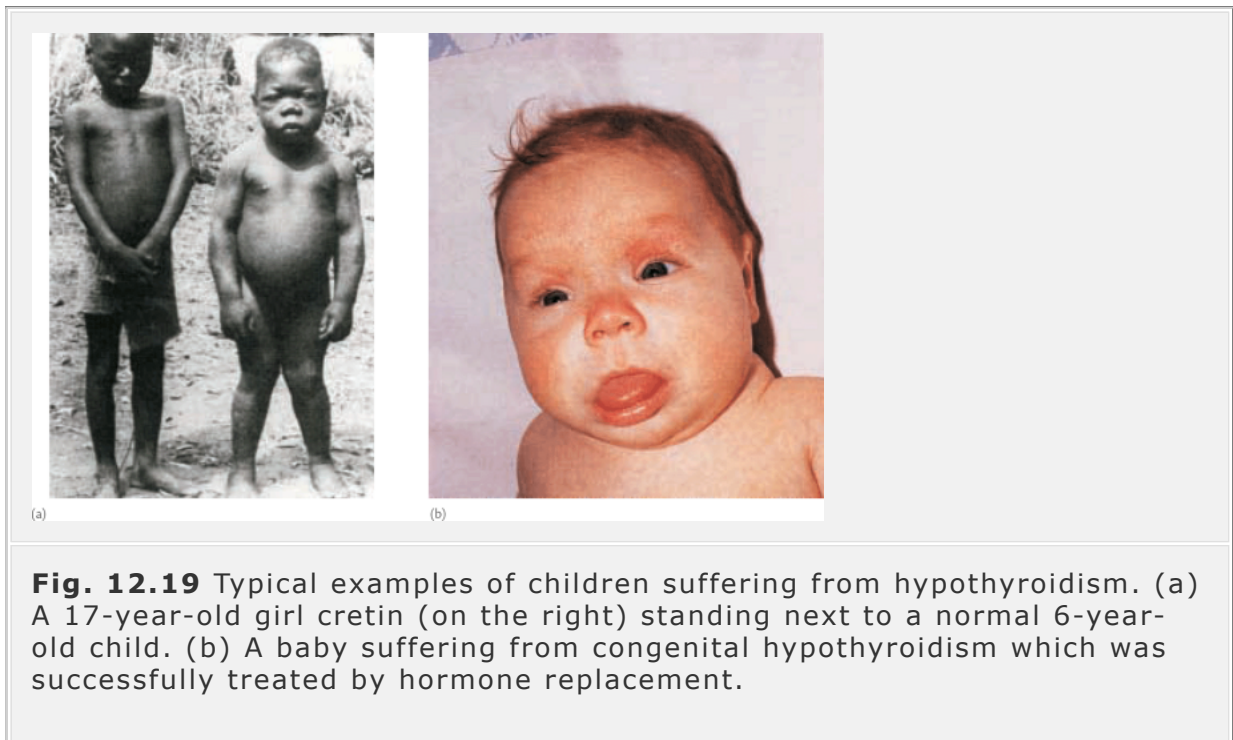 (a)
(b)
Fig. 12.19 Typical examples of children suffering from hypothyroidism. (a)
A 17-year-old girl cretin (on the right) standing next to a normal 6-year-
old child. (b) A baby suffering from congenital hypothyroidism which was
successfully treated by hormone replacement.